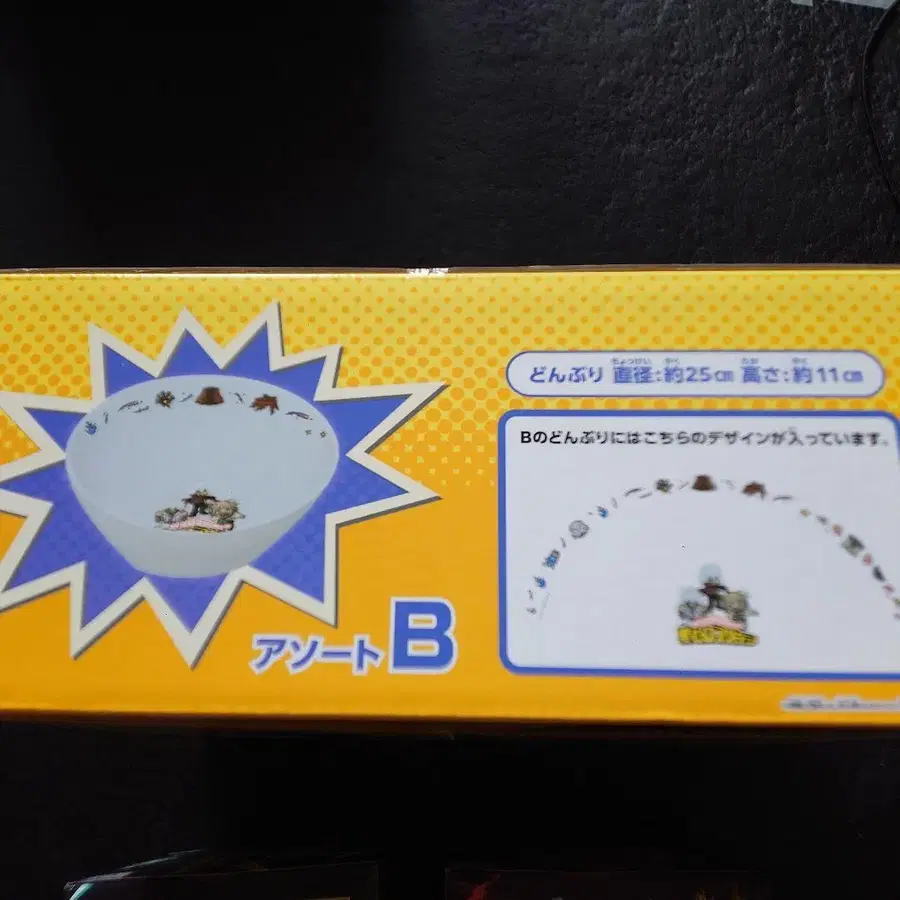 どんぶり 直径:約25cm 高さ:約11cm
Bのどんぶりにはこちらのデザインが入っています。
アソートB